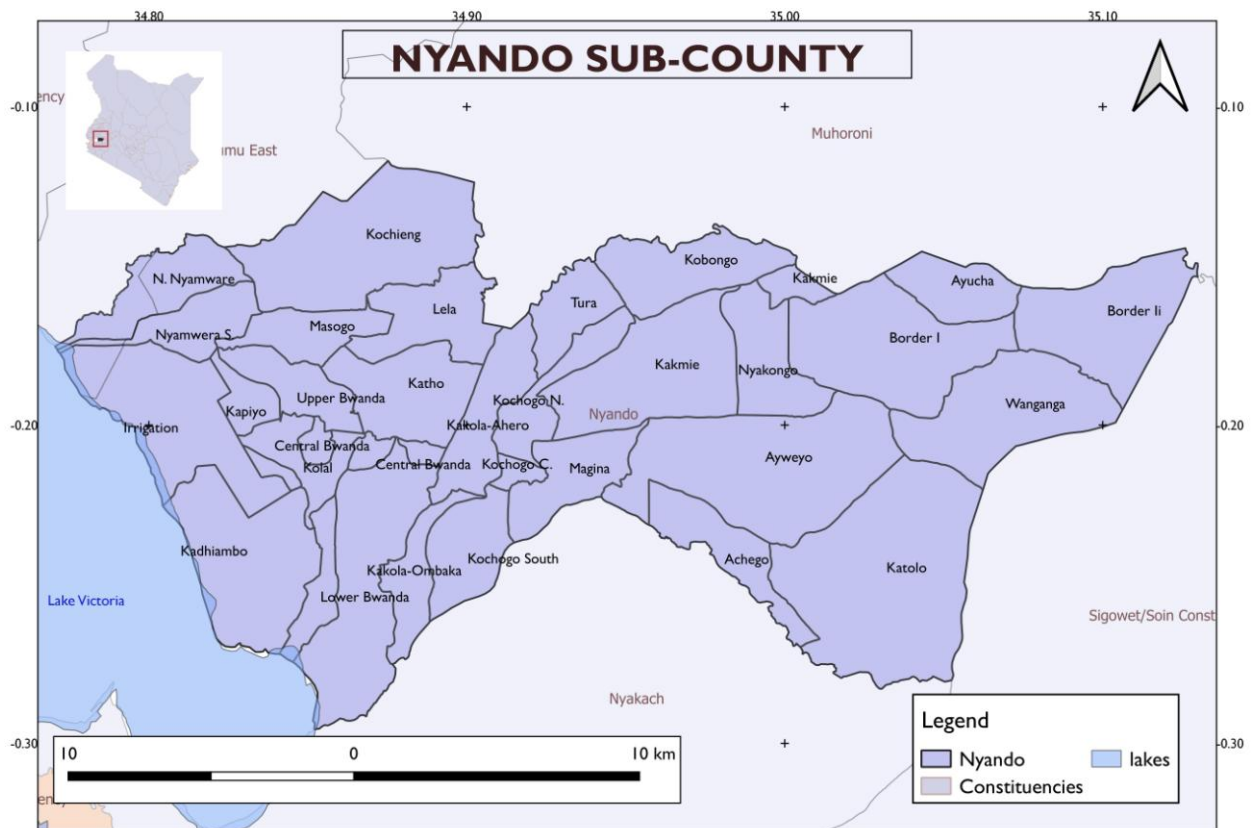 34.80
34.90
35.00
35.10
NYANDO SUB-COUNTY
-0.10
-0.10
ency
umu East
Muhoroni
Kochieng
Kobongo
N. Nyamware
Kakmie
Ayucha
Tura
Lela
Border Ii
Masogo
Nyamwera S.
Border I
Kakmie
Nyakongo
Katho
Upper Bwanda
Kochogo N.
Wanganga
Kapiyo
Nyando
-0.20
Irrigation
Kakola-Ahero
-0.20
Central Bwanda
Ayweyo
Kolal
Central Bwanda
Kochogo C.
Magina
Kadhiambo
Kochogo South
Achego
Kakola-Ombaka
Katolo
Lake Victoria
Lower Bwanda
Sigowet/Soin Const
Nyakach
Legend
Nyando
lakes
Constituencies
-0.30
-0.30
10
0
10 km
ency